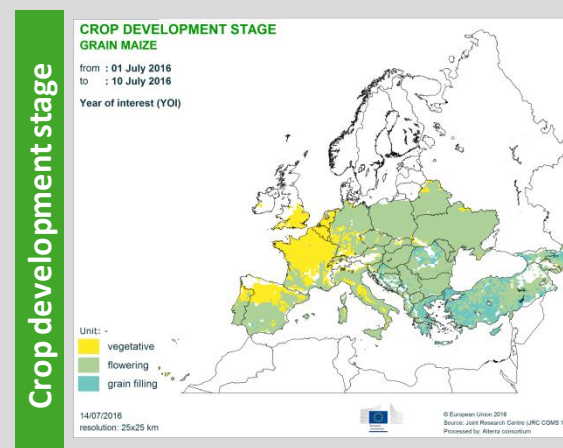 Crop development stage
CROP DEVELOPMENT STAGE
GRAIN MAIZE
from : 01 July 2016
to : 10 July 2016
Year of interest (YOI)
Unit: -
vegetative
flowering
grain filling
14/07/2016
resolution: 25x25 km
© European Union 2016
Source: Joint Research Centre (JRC CGMS 1
Processed by: Alterra consortium